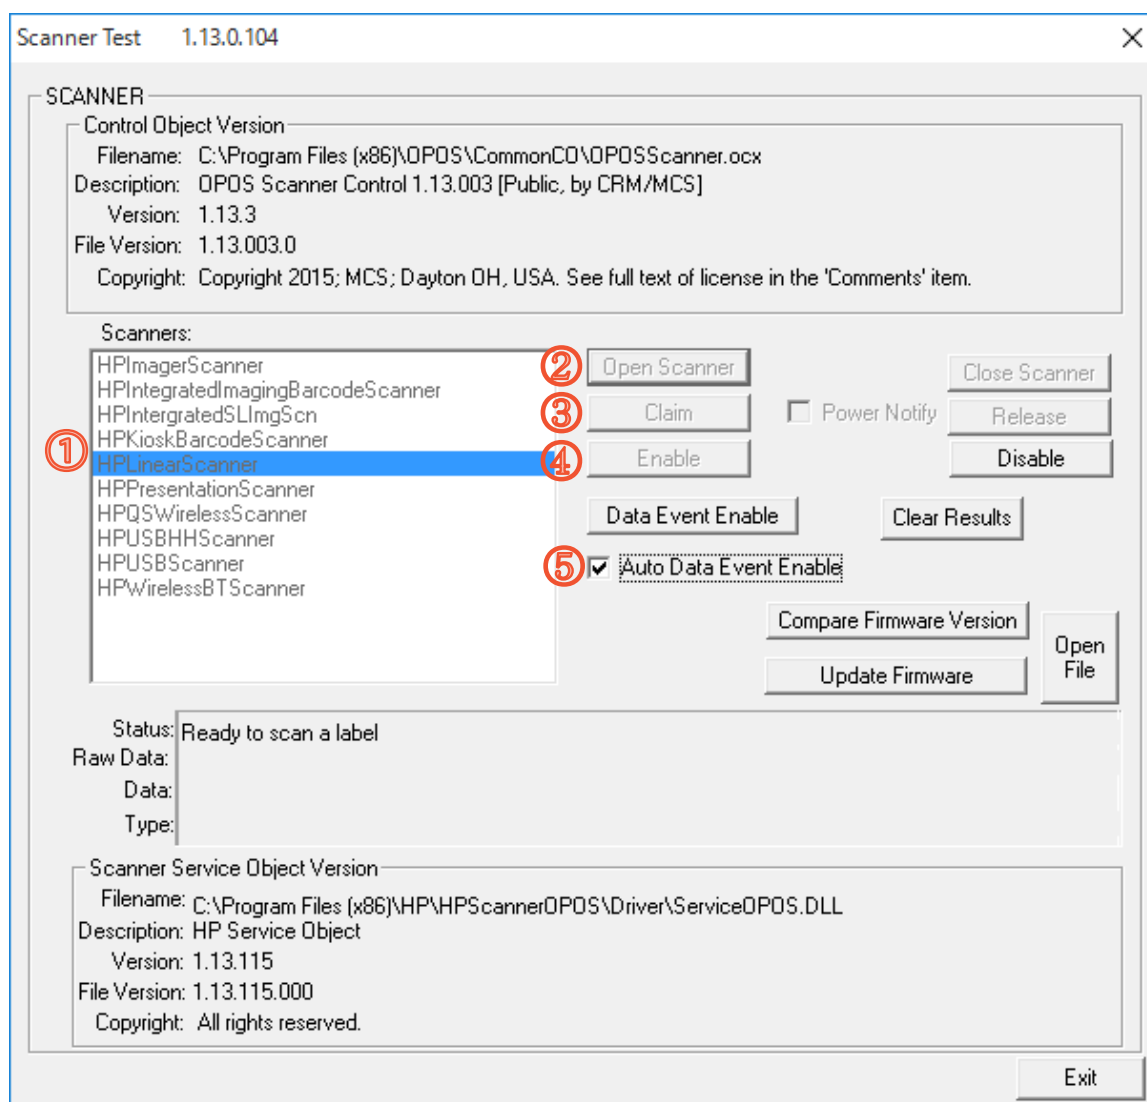 Scanner Test 1.13.0.104
SCANNER
Control Object Version
Filename: C:\Program Files (x86)\OPOS\CommonCO\OPOSScanner.ocx
Description: OPOS Scanner Control 1.13.003 [Public, by CRM/MCS]
Version: 1.13.3
File Version: 1.13.003.0
Copyright: Copyright 2015; MCS; Dayton OH, USA. See full text of license in the 'Comments' item.
Scanners:
①
HPImagerScanner
HPIntegratedImagingBarcodeScanner
HPIntergratedSLImgScn
HPKioskBarcodeScanner
HPLinearScanner
HPPresentationScanner
HPQSWirelessScanner
HPUSBHHScanner
HPUSBScanner
HPWirelessBTScanner
② Open Scanner
Close Scanner
③ Claim
Power Notify
Release
④ Enable
Disable
Data Event Enable
Clear Results
⑤ Auto Data Event Enable
Compare Firmware Version
Update Firmware
Open
File
Status: Ready to scan a label
Raw Data:
Data:
Type:
Scanner Service Object Version
Filename: C:\Program Files (x86)\HP\HPScannerOPOS\Driver\ServiceOPOS.DLL
Description: HP Service Object
Version: 1.13.115
File Version: 1.13.115.000
Copyright: All rights reserved.
Exit